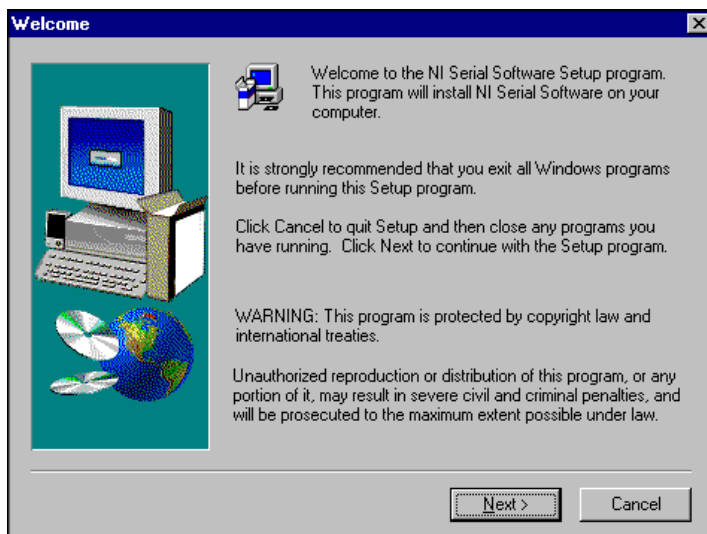 Welcome
Welcome to the NI Serial Software Setup program.
This program will install NI Serial Software on your
computer.
It is strongly recommended that you exit all Windows programs
before running this Setup program.
Click Cancel to quit Setup and then close any programs you
have running.  Click Next to continue with the Setup program.
WARNING: This program is protected by copyright law and
international treaties.
Unauthorized reproduction or distribution of this program, or any
portion of it, may result in severe civil and criminal penalties, and
will be prosecuted to the maximum extent possible under law.
Next >
Cancel